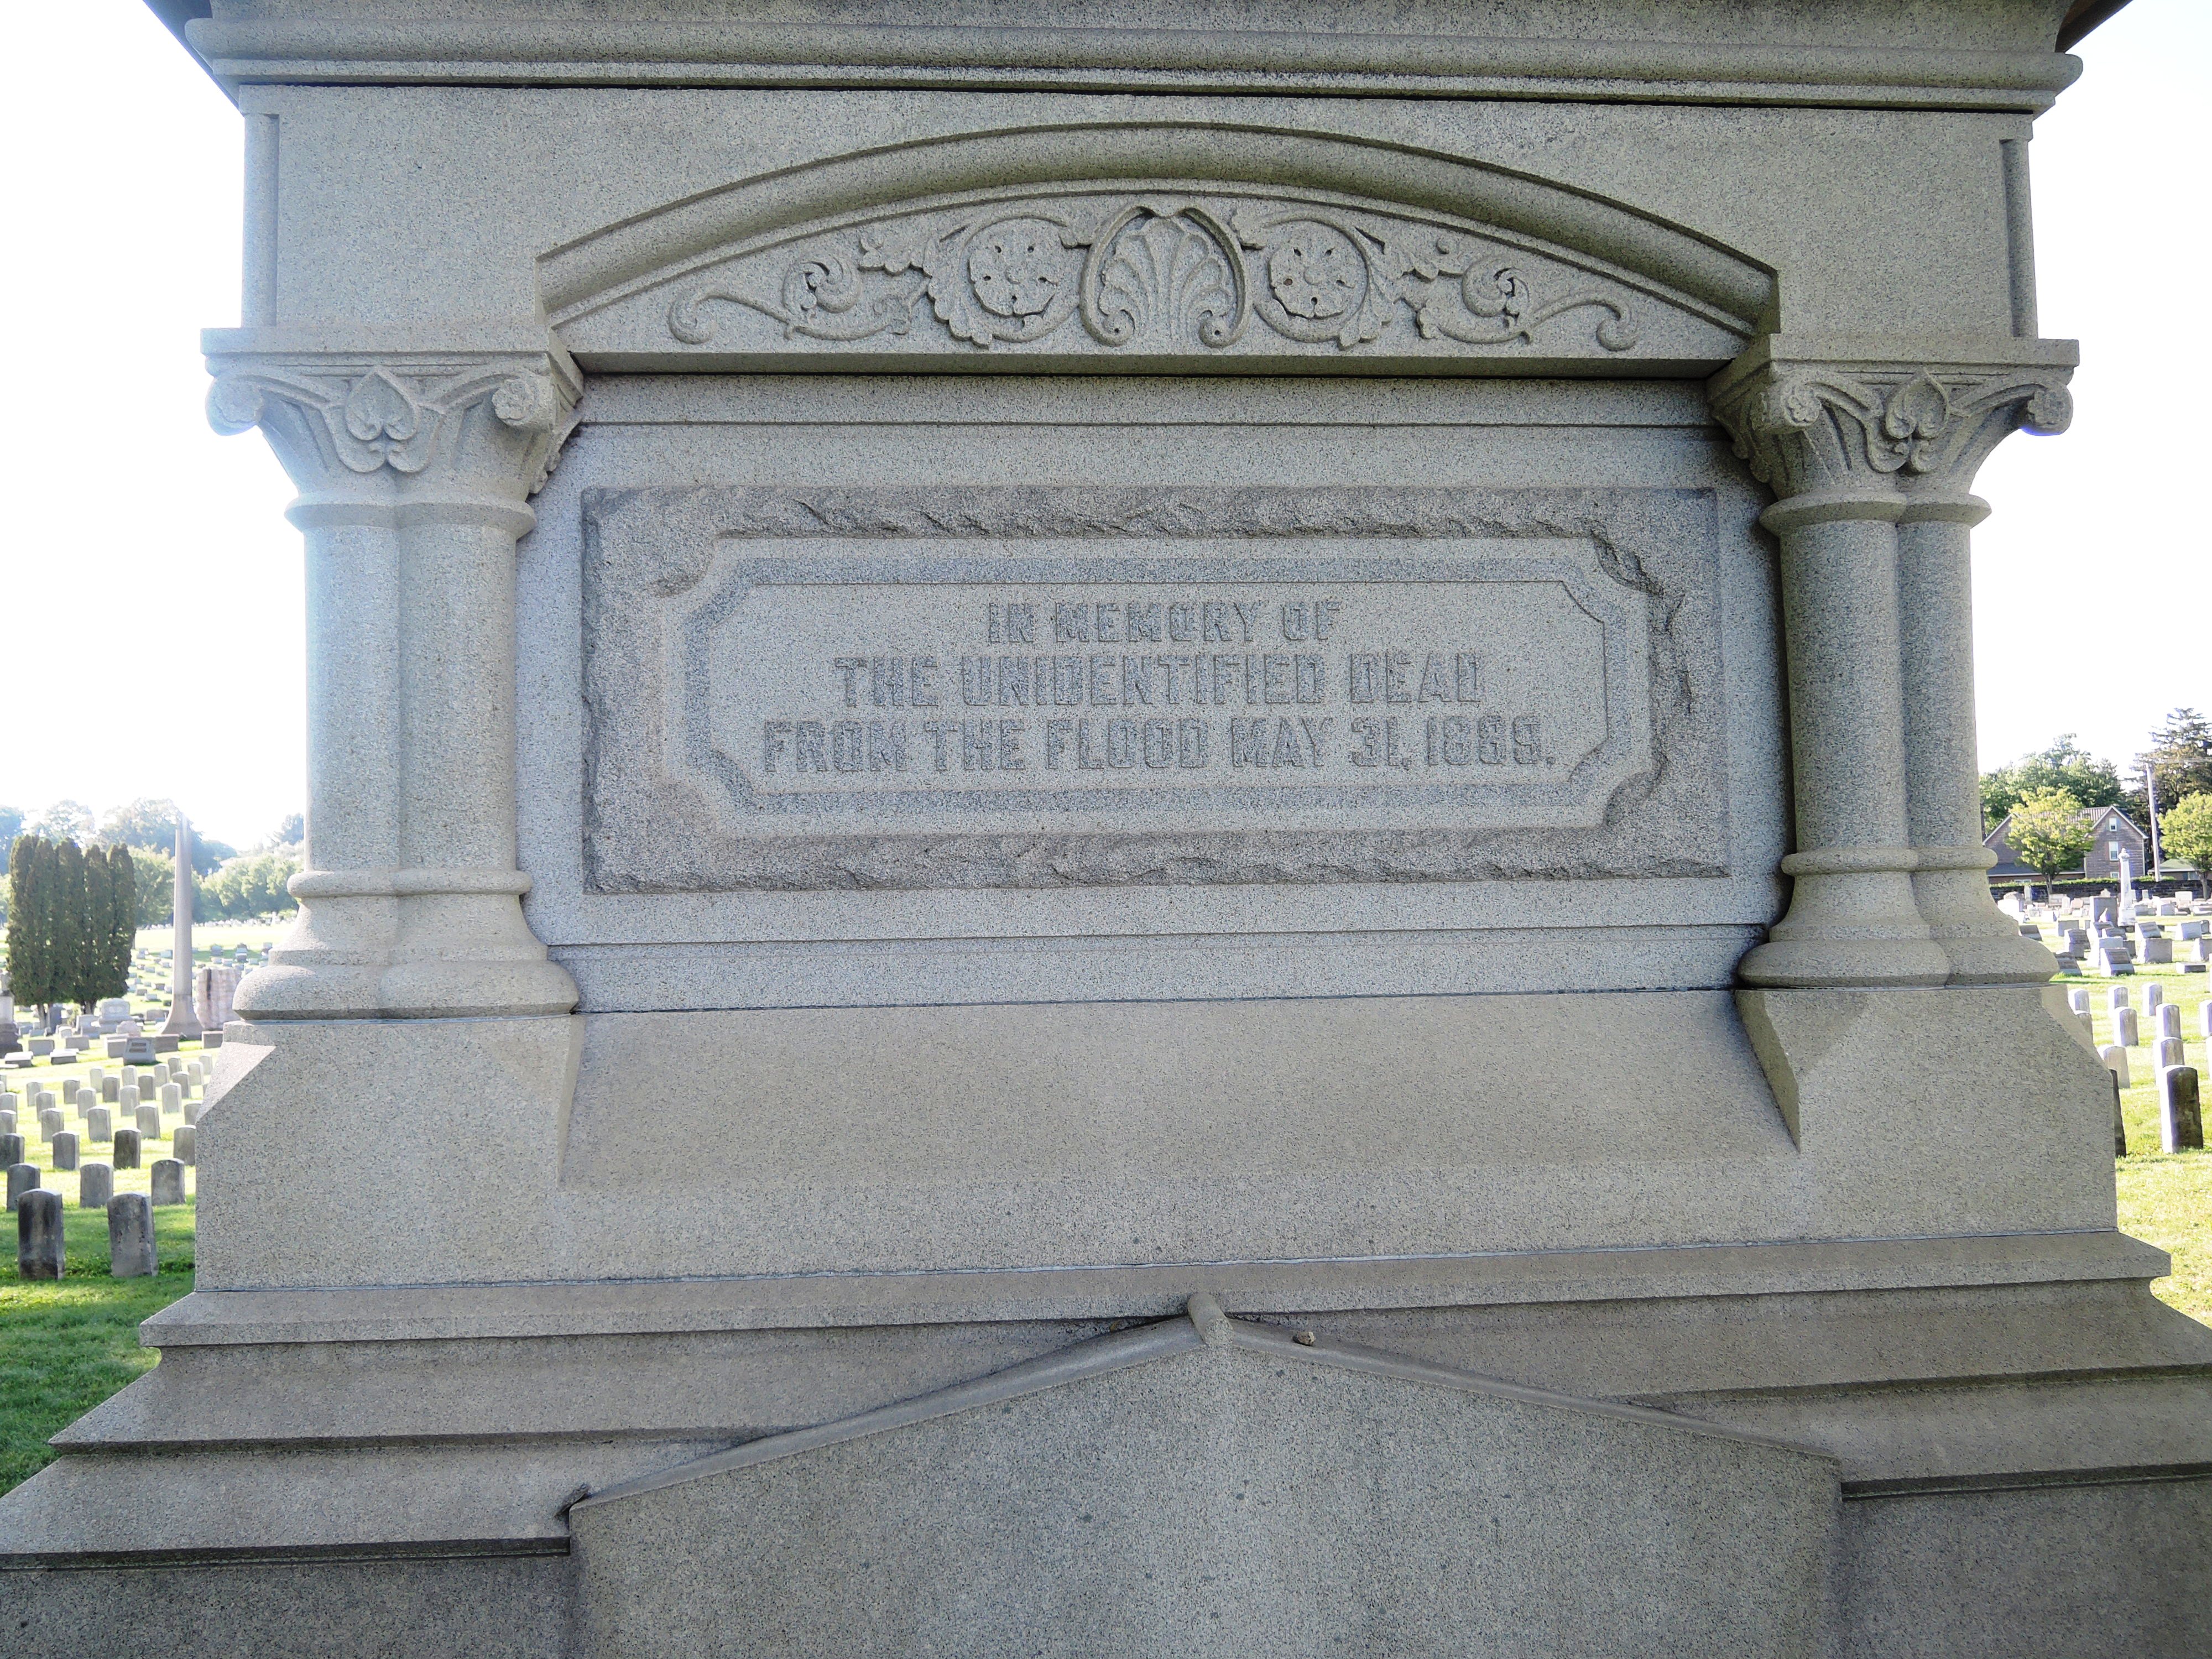 IN MEMORY OF
THE UNIDENTIFIED DEAD
FROM THE FLOOD MAY 31, 1889.